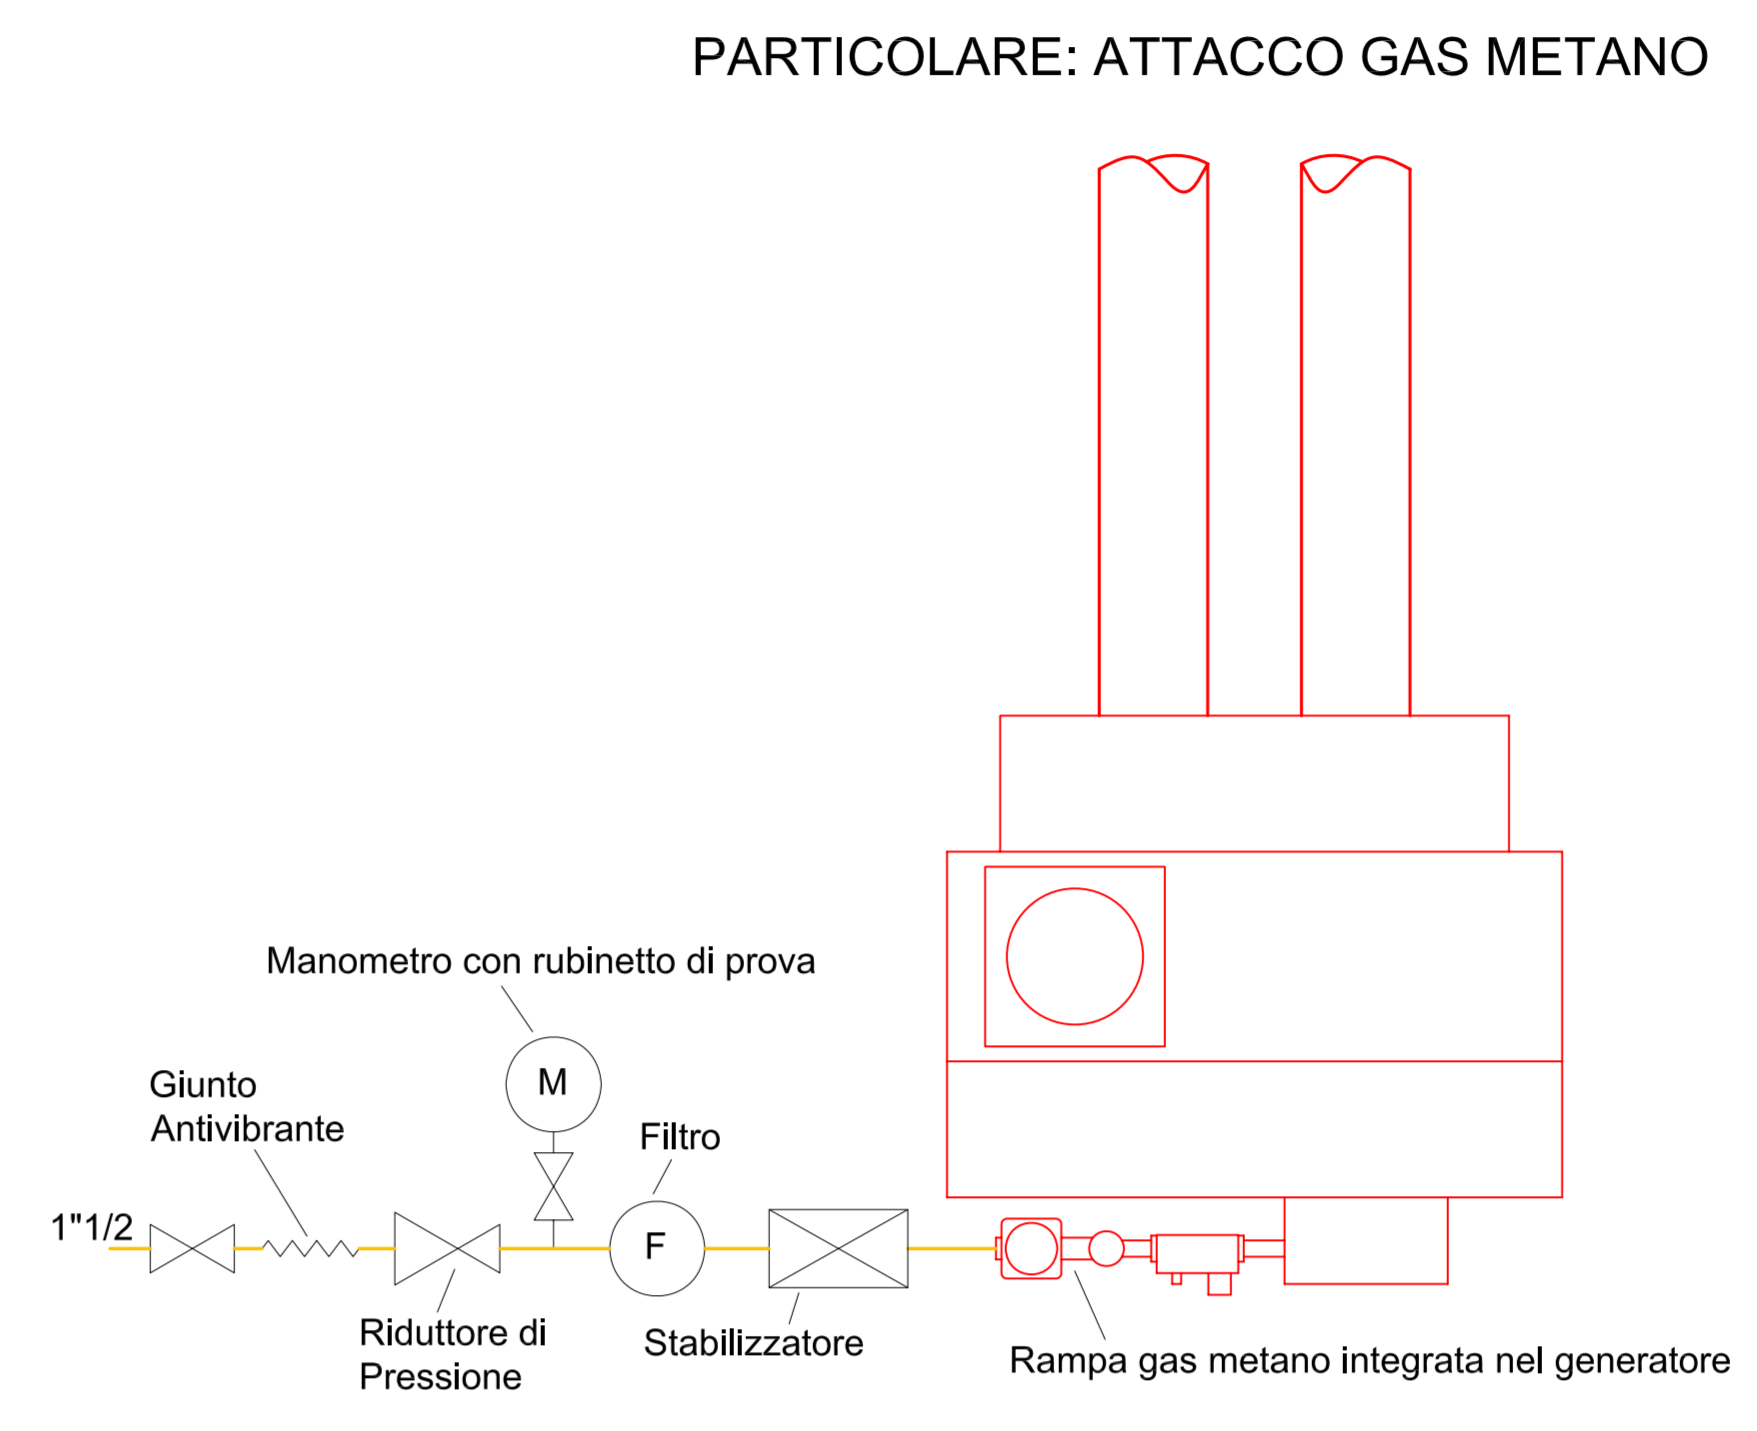 PARTICOLARE: ATTACCO GAS METANO
Manometro con rubinetto di prova
M
Giunto
Antivibrante
Filtro
1"1/2
F
Riduttore di
Pressione
Stabilizzatore
Rampa gas metano integrata nel generatore